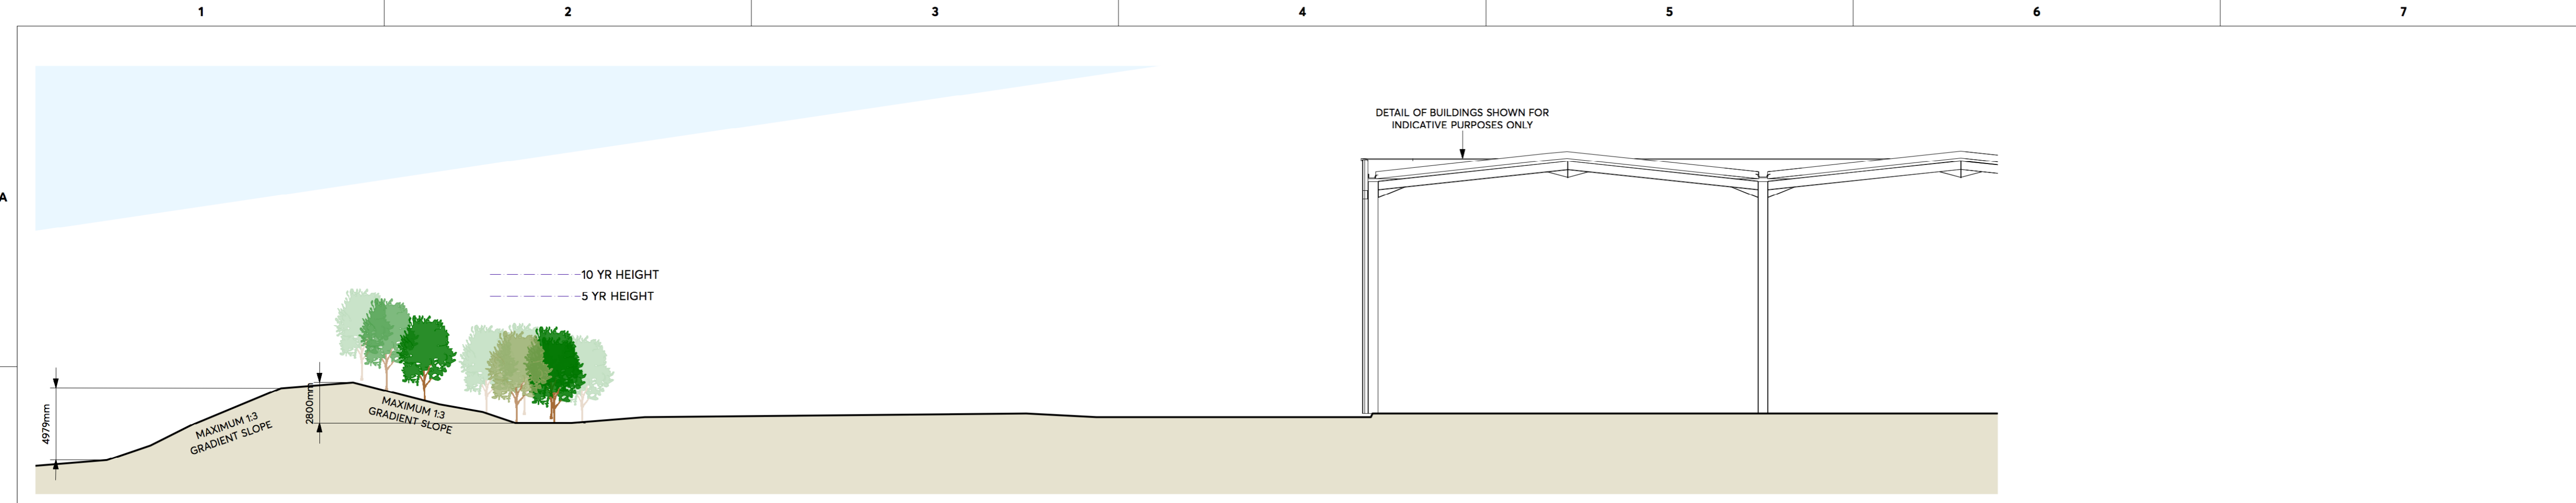 1 2 3 4 5 6 7
A
DETAIL OF BUILDINGS SHOWN FOR
INDICATIVE PURPOSES ONLY
10 YR HEIGHT
5 YR HEIGHT
4979mm
2800mm
MAXIMUM 1:3
GRADIENT SLOPE
MAXIMUM 1:3
GRADIENT SLOPE